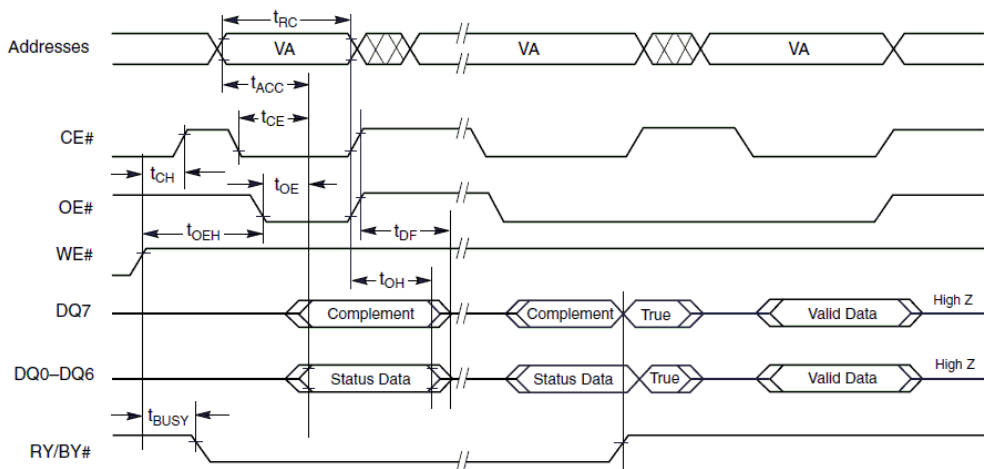 tRC
Addresses VA VA VA
tACC
tCE
CE#
tCH tOE
OE#
tOEH tDF
WE#
tOH
DQ7 Complement Complement True Valid Data High Z
DQ0–DQ6 Status Data Status Data True Valid Data High Z
tBUSY
RY/BY#